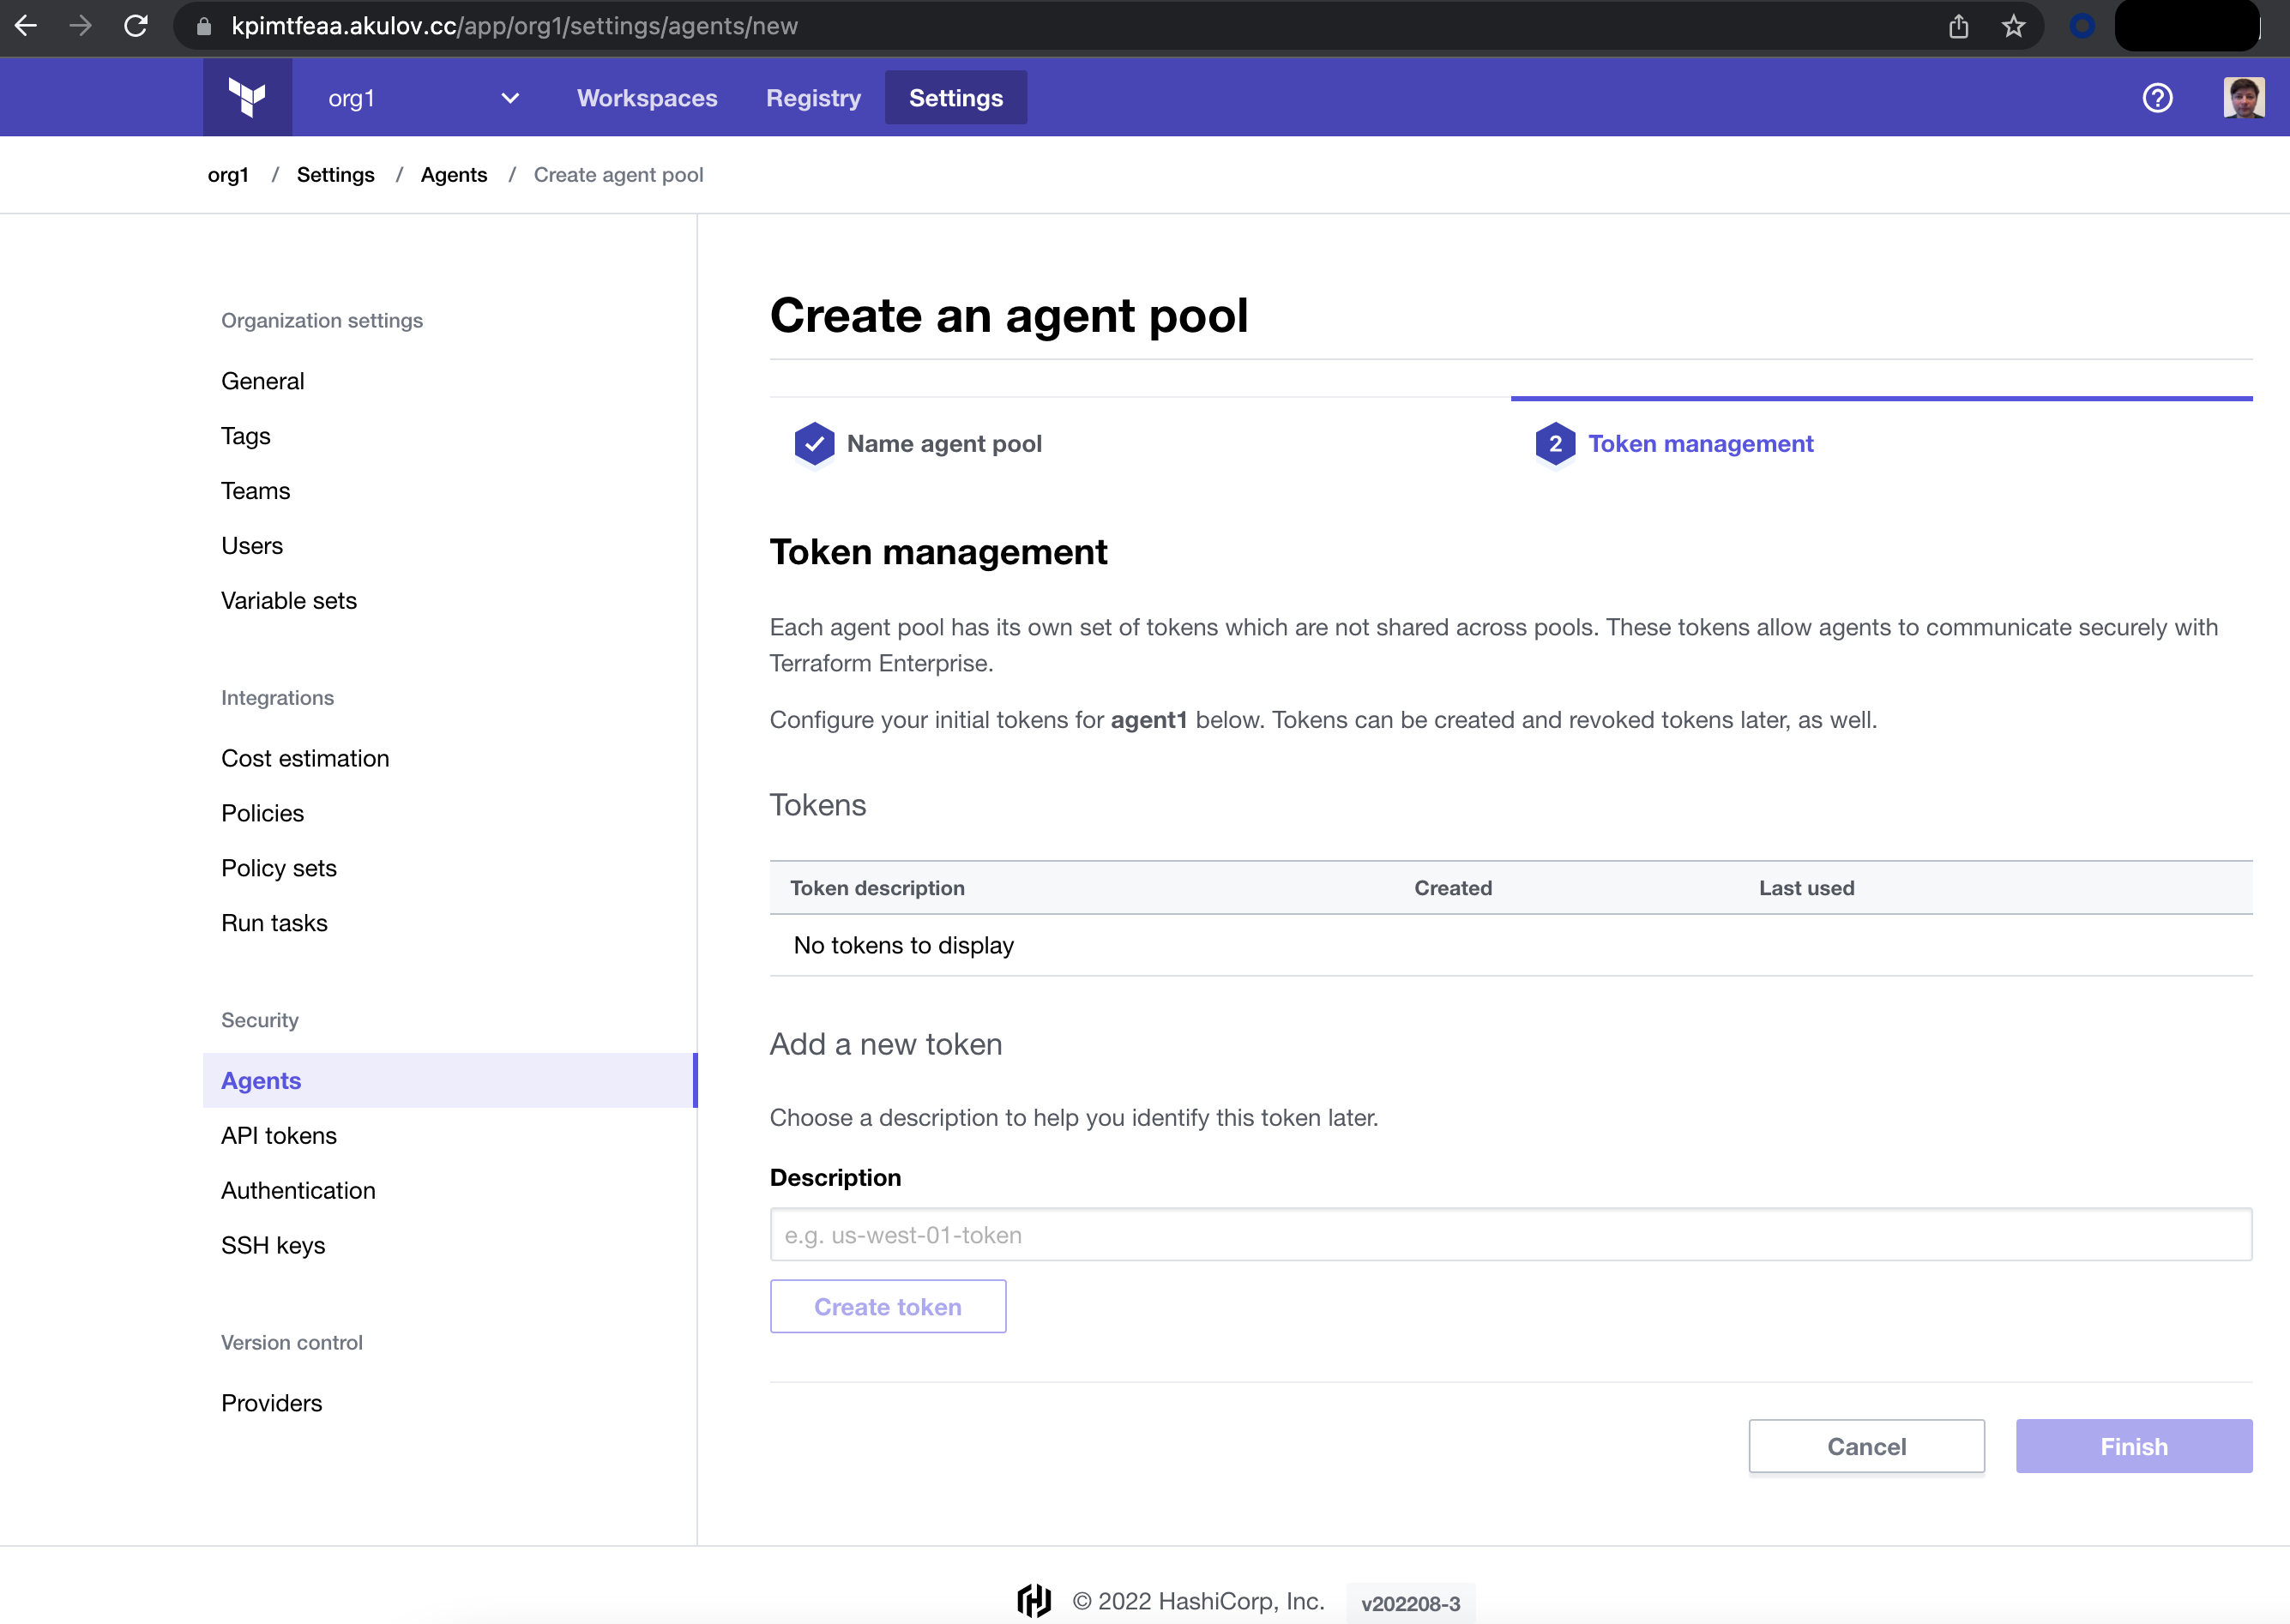 kpimtfeaa.akulov.cc/app/org1/settings/agents/new
org1
Workspaces
Registry
Settings
org1 / Settings / Agents / Create agent pool
Organization settings
General
Tags
Teams
Users
Variable sets
Integrations
Cost estimation
Policies
Policy sets
Run tasks
Security
Agents
API tokens
Authentication
SSH keys
Version control
Providers
Create an agent pool
Name agent pool
2 Token management
Token management
Each agent pool has its own set of tokens which are not shared across pools. These tokens allow agents to communicate securely with
Terraform Enterprise.
Configure your initial tokens for agent1 below. Tokens can be created and revoked tokens later, as well.
Tokens
Token description Created Last used
No tokens to display
Add a new token
Choose a description to help you identify this token later.
Description
e.g. us-west-01-token
Create token
Cancel
Finish
© 2022 HashiCorp, Inc. v202208-3